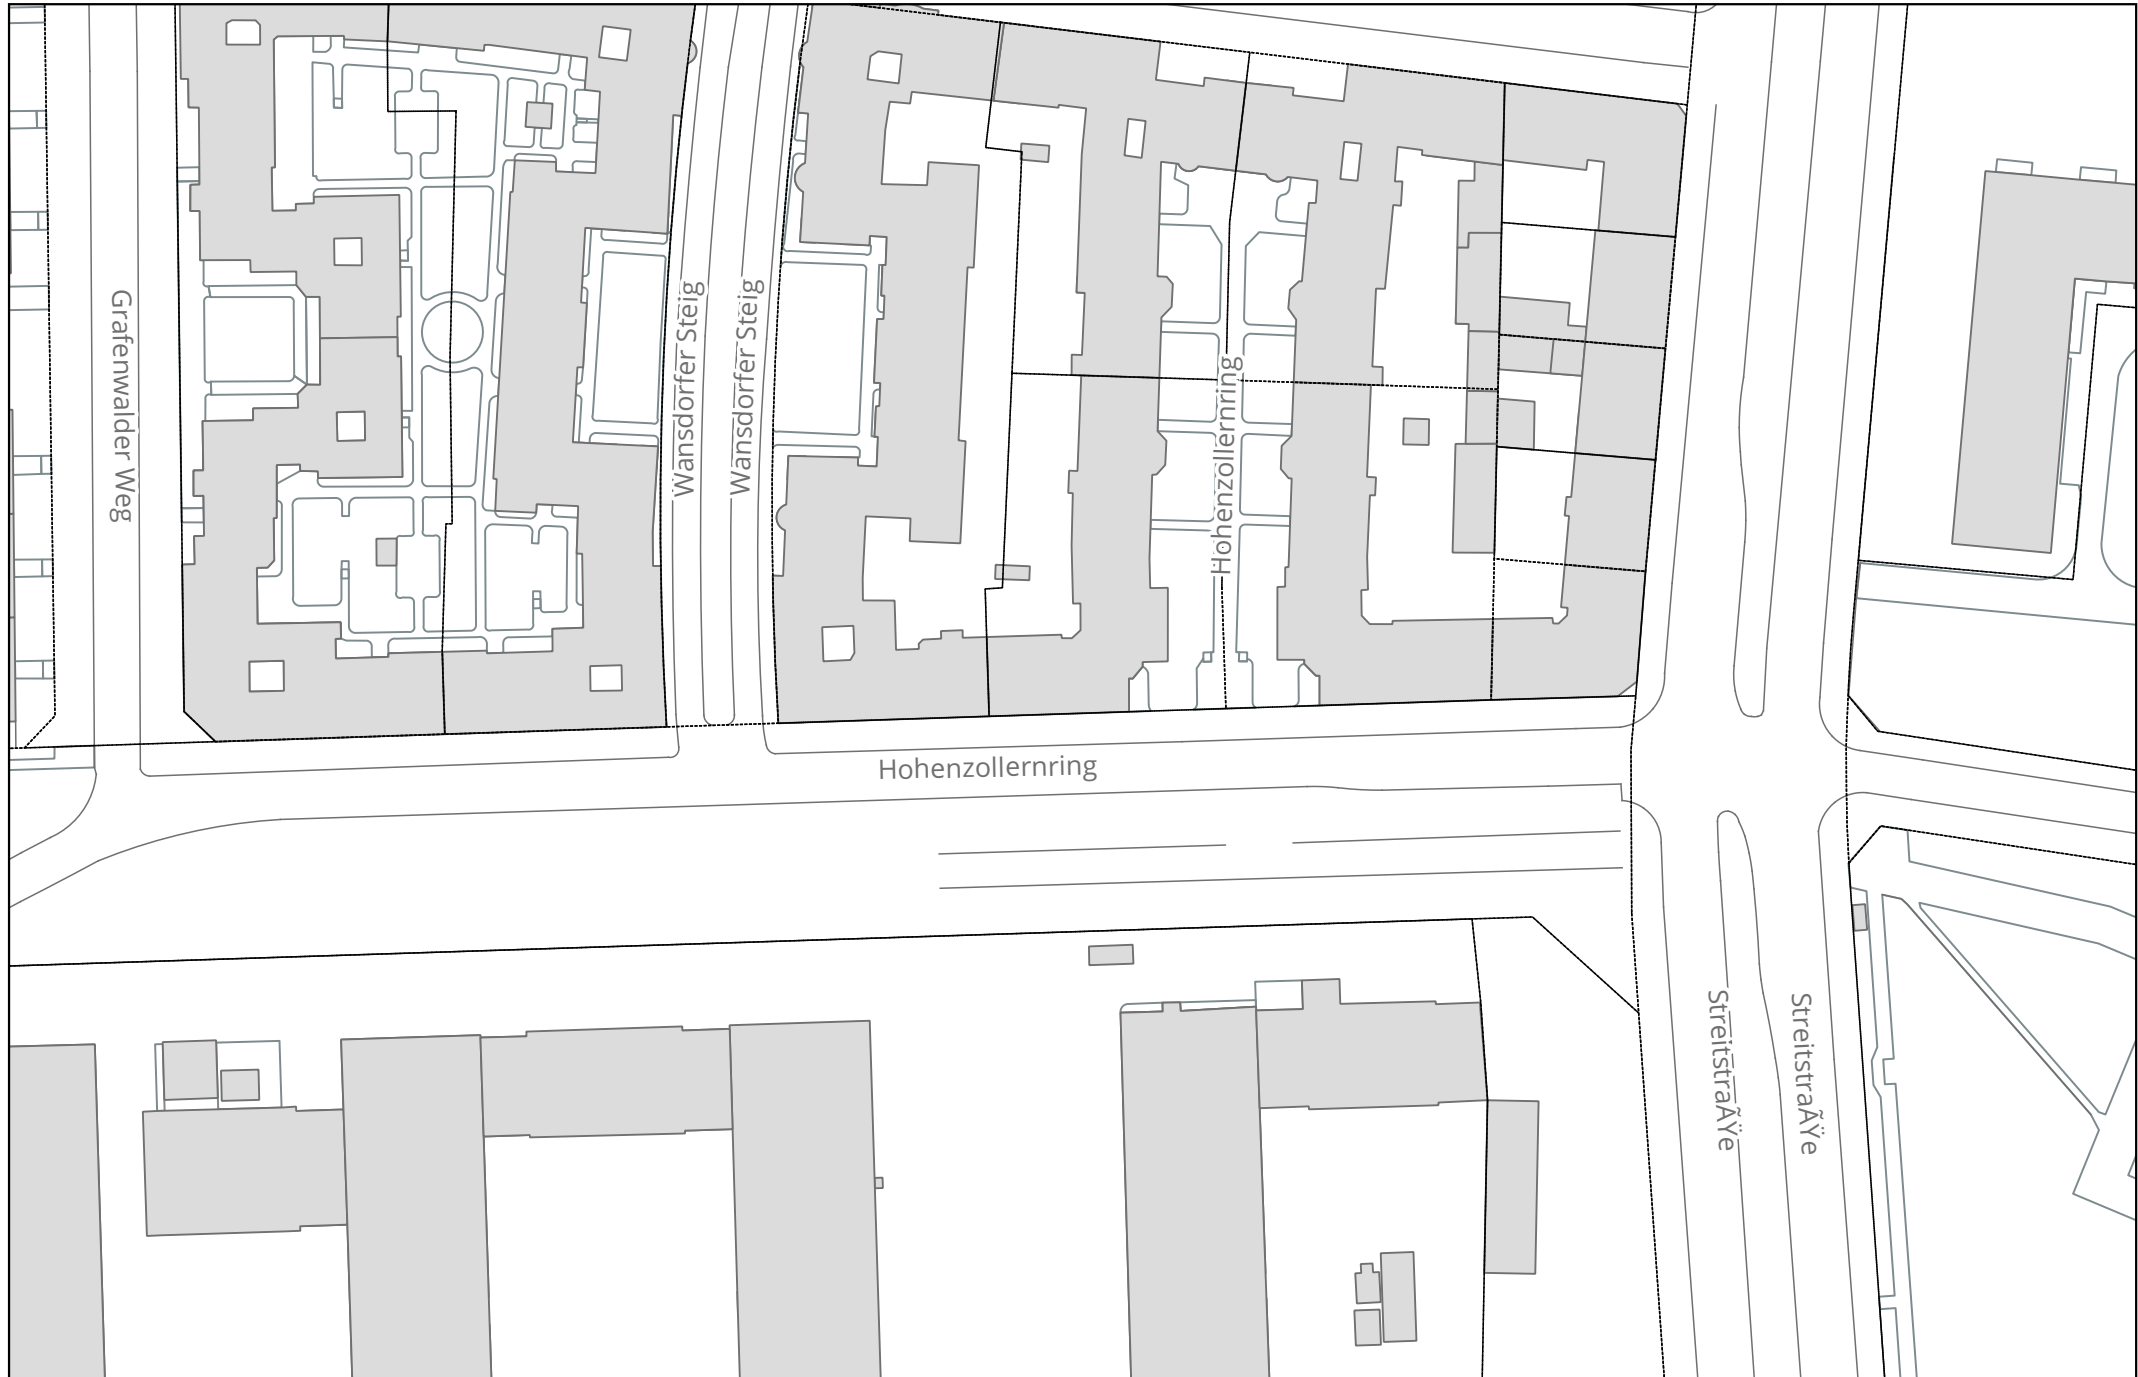 Grafenwalder Weg
Wansdorfer Steig
Wansdorfer Steig
Hohenzollernring
Hohenzollernring
StreitstraÃŸe
StreitstraÃŸe